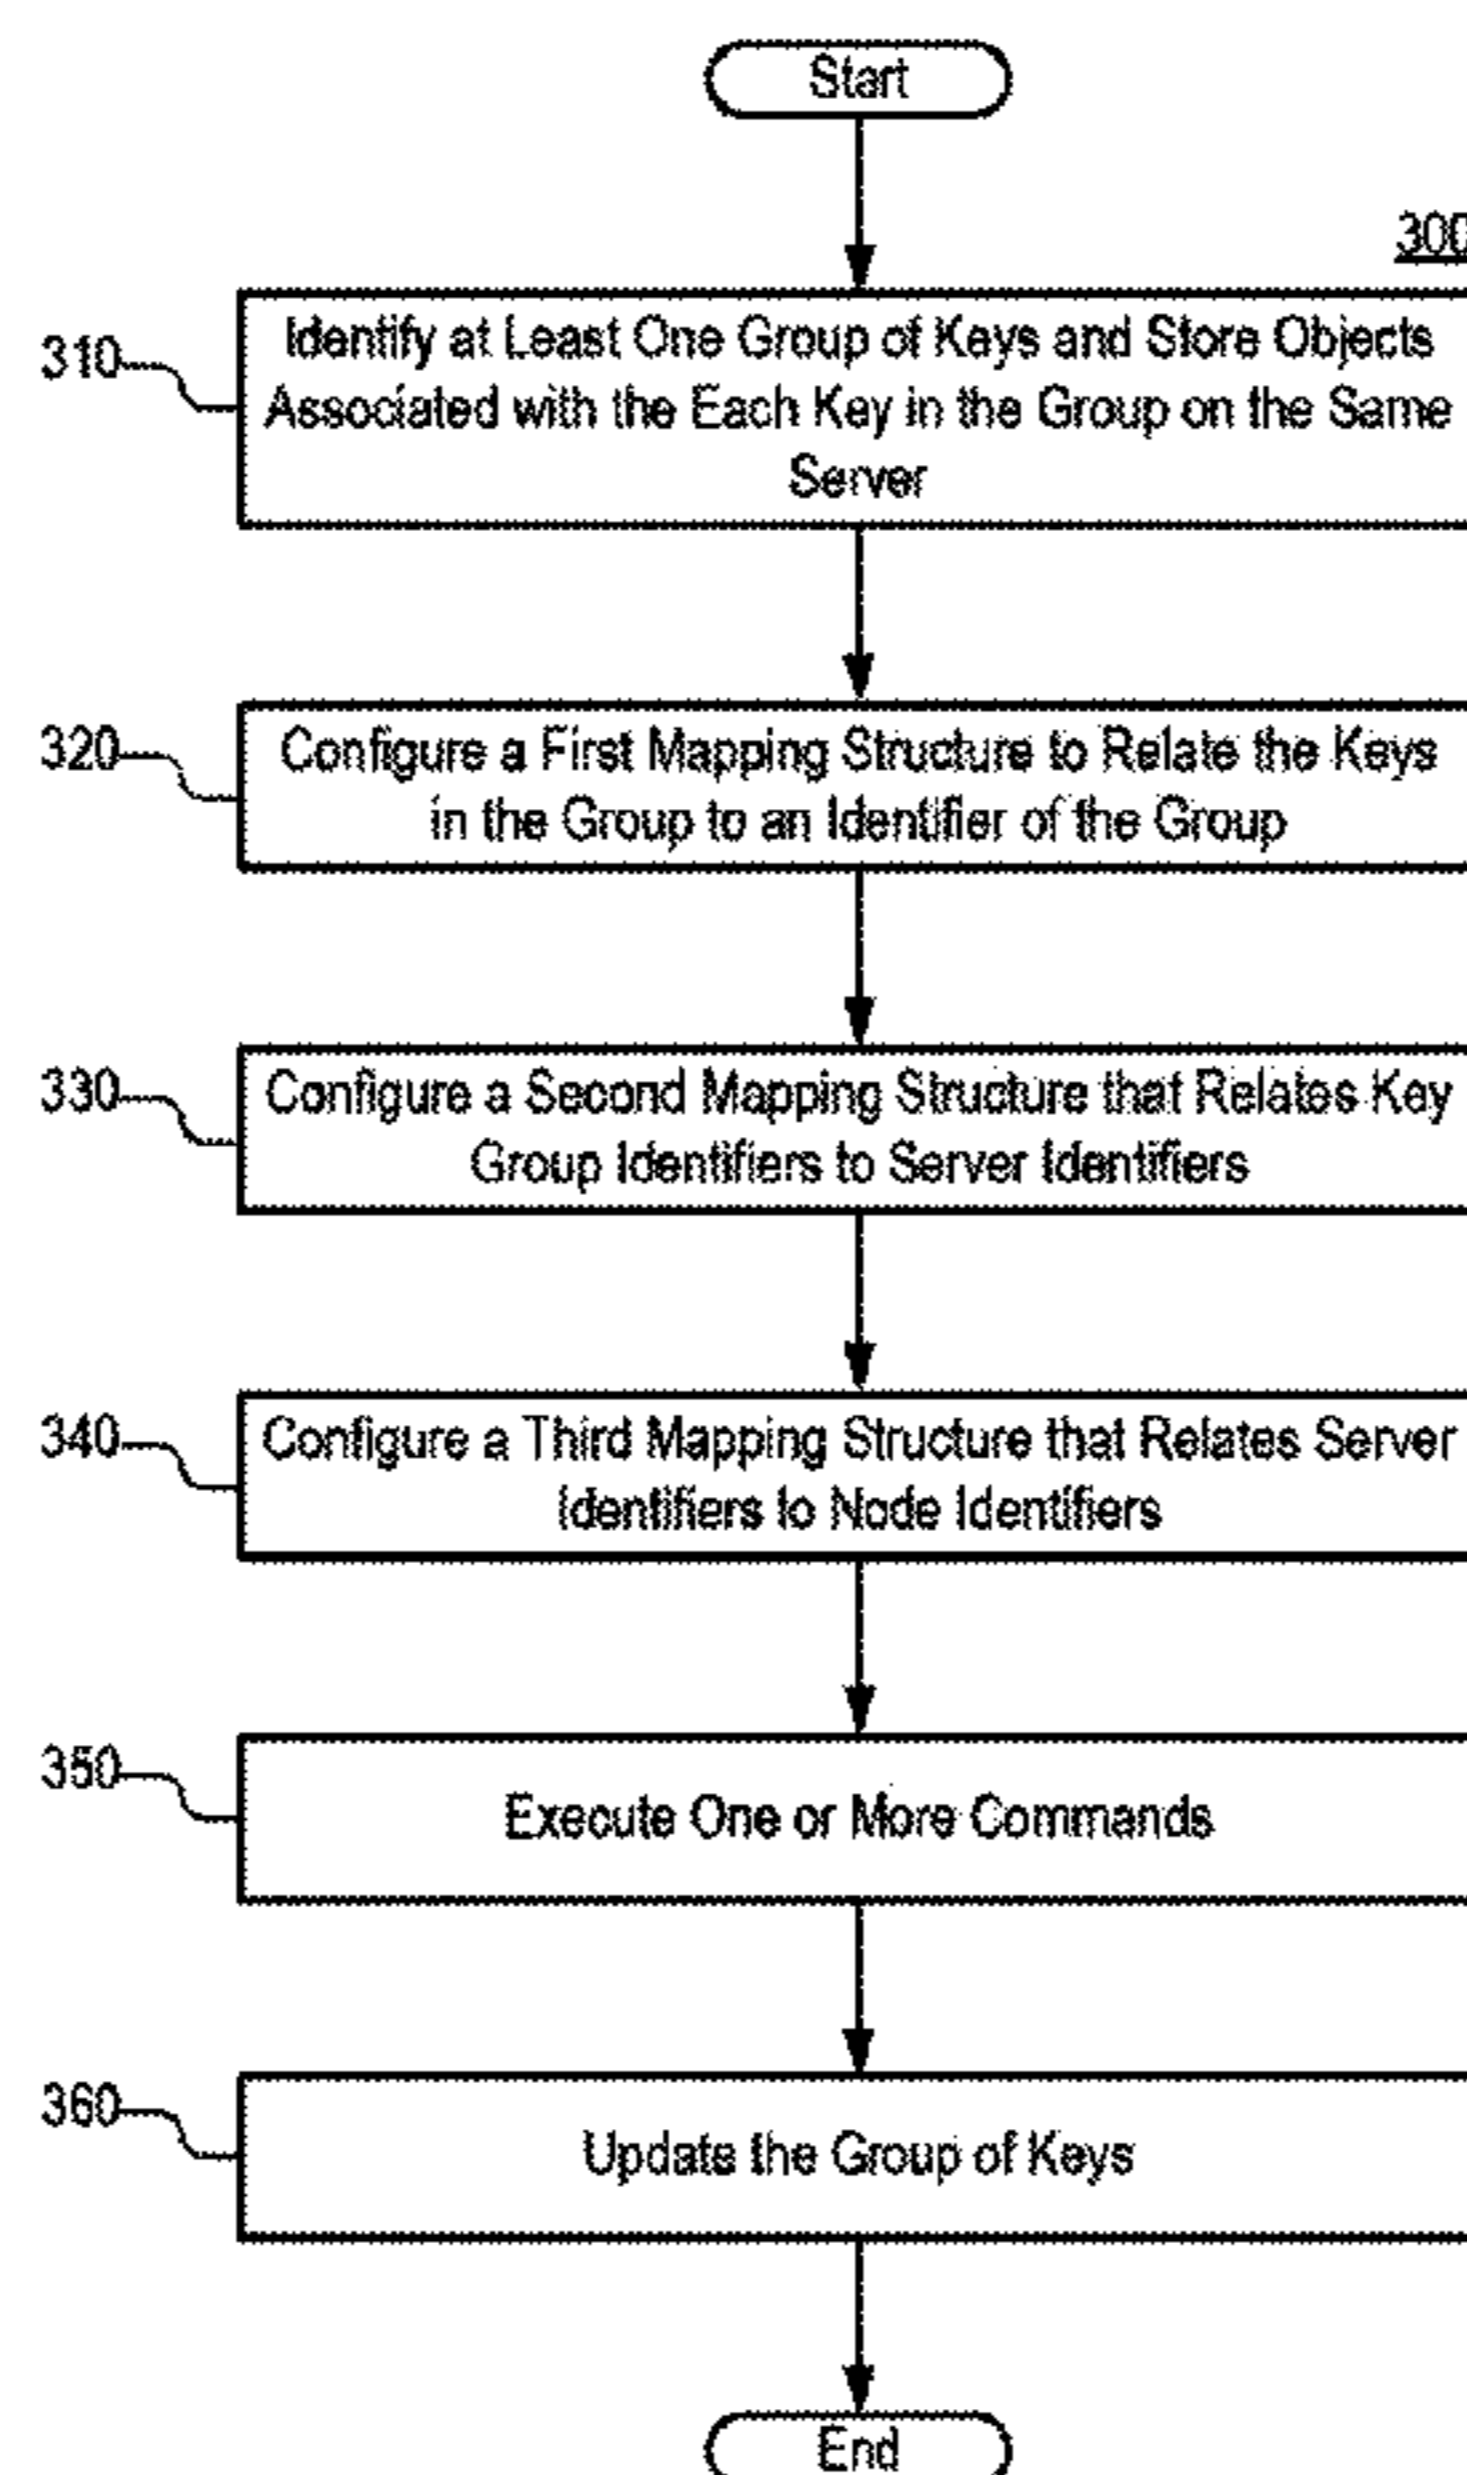 Start
300
310
Identify at Least One Group of Keys and Store Objects
Associated with the Each Key in the Group on the Same
Server
320
Configure a First Mapping Structure to Relate the Keys
in the Group to an Identifier of the Group
330
Configure a Second Mapping Structure that Relates Key
Group Identifiers to Server Identifiers
340
Configure a Third Mapping Structure that Relates Server
Identifiers to Node Identifiers
350
Execute One or More Commands
360
Update the Group of Keys
End